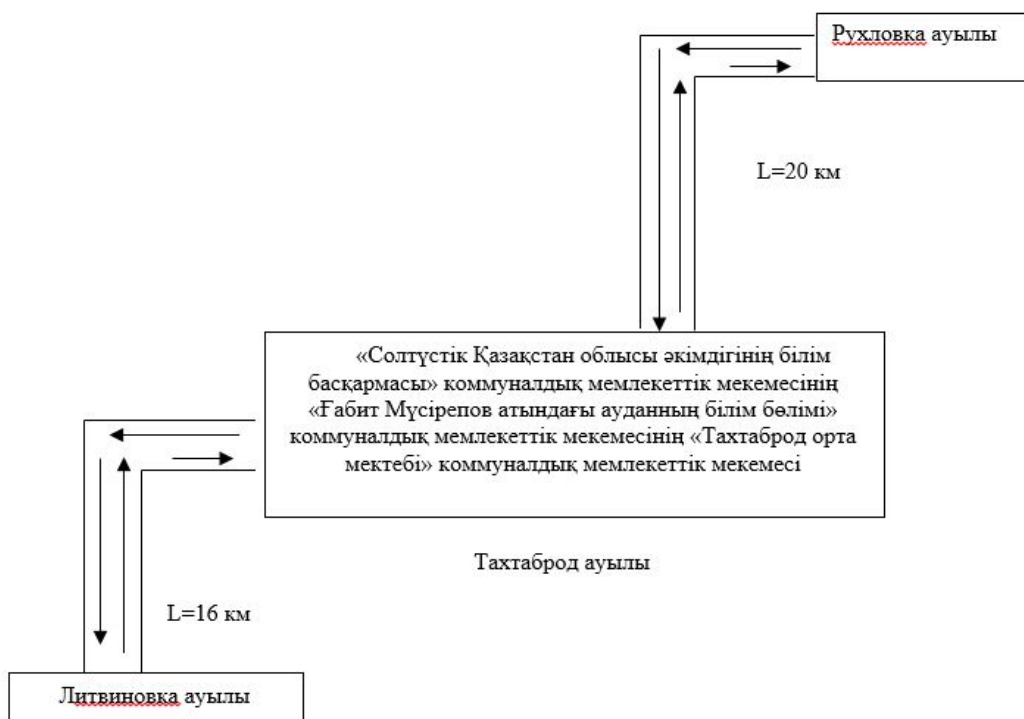 Рухловка ауылы
L=20 км
«Солтүстік Қазақстан облысы әкімдігінің білім
басқармасы» коммуналдық мемлекеттік мекемесінің
«Ғабит Мүсірепов атындағы ауданның білім бөлімі»
коммуналдық мемлекеттік мекемесінің «Тахтаброд орта
мектебі» коммуналдық мемлекеттік мекемесі
Тахтаброд ауылы
L=16 км
Литвиновка ауылы